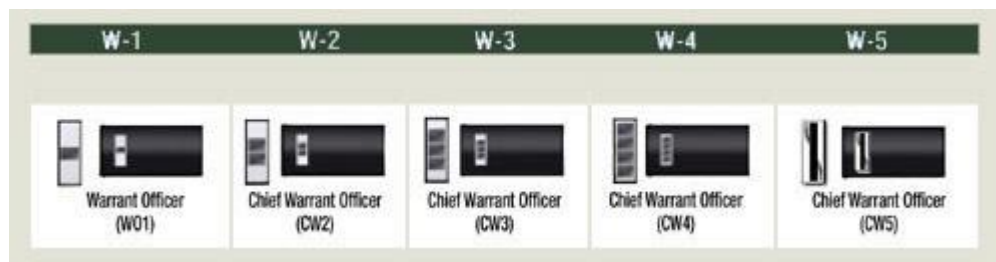 W-1 W-2 W-3 W-4 W-5
Warrant Officer Chief Warrant Officer Chief Warrant Officer Chief Warrant Officer Chief Warrant Officer
(WO1) (CW2) (CW3) (CW4) (CW5)